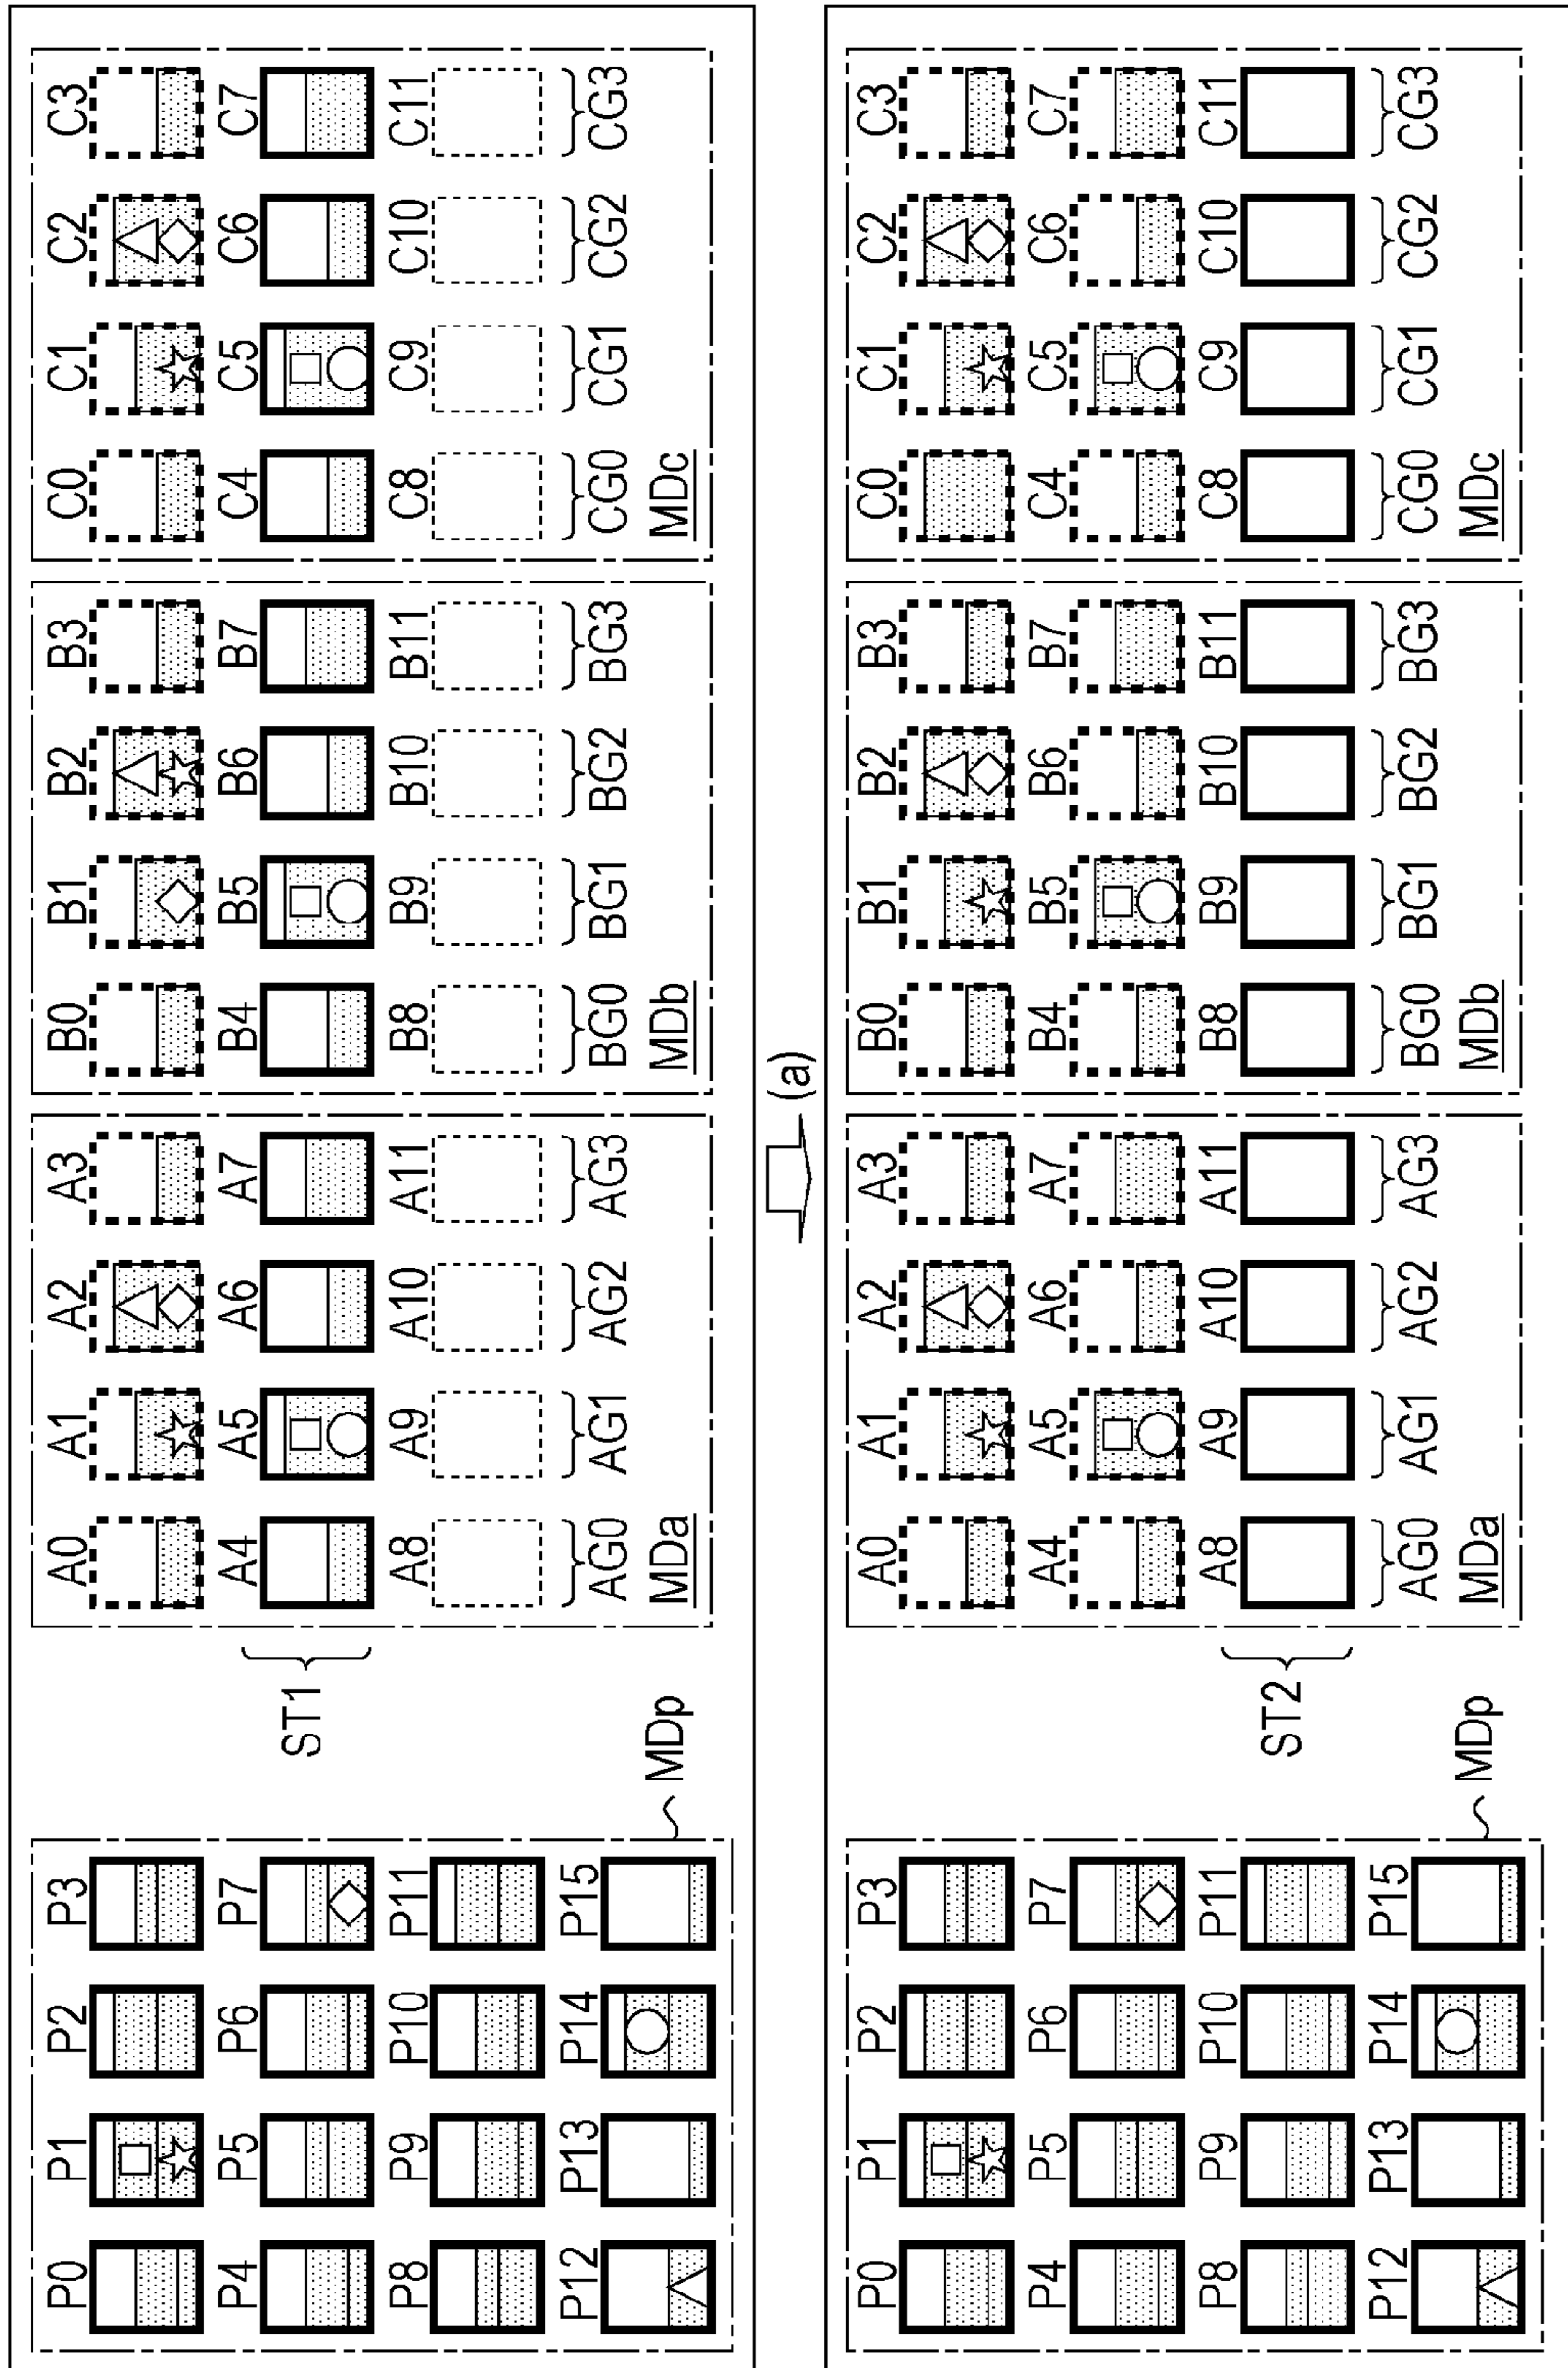 P0 P1 P2 P3 A0 A1 A2 A3 B0 B1 B2 B3 C0 C1 C2 C3
P4 P5 P6 P7 A4 A5 A6 A7 B4 B5 B6 B7 C4 C5 C6 C7
ST1
P8 P9 P10 P11 A8 A9 A10 A11 B8 B9 B10 B11 C8 C9 C10 C11
P12 P13 P14 P15 AG0 AG1 AG2 AG3 BG0 BG1 BG2 BG3 CG0 CG1 CG2 CG3
MDp MDa MDb MDc
(a)
P0 P1 P2 P3 A0 A1 A2 A3 B0 B1 B2 B3 C0 C1 C2 C3
P4 P5 P6 P7 A4 A5 A6 A7 B4 B5 B6 B7 C4 C5 C6 C7
P8 P9 P10 P11 A8 A9 A10 A11 B8 B9 B10 B11 C8 C9 C10 C11
ST2
P12 P13 P14 P15 AG0 AG1 AG2 AG3 BG0 BG1 BG2 BG3 CG0 CG1 CG2 CG3
MDp MDa MDb MDc